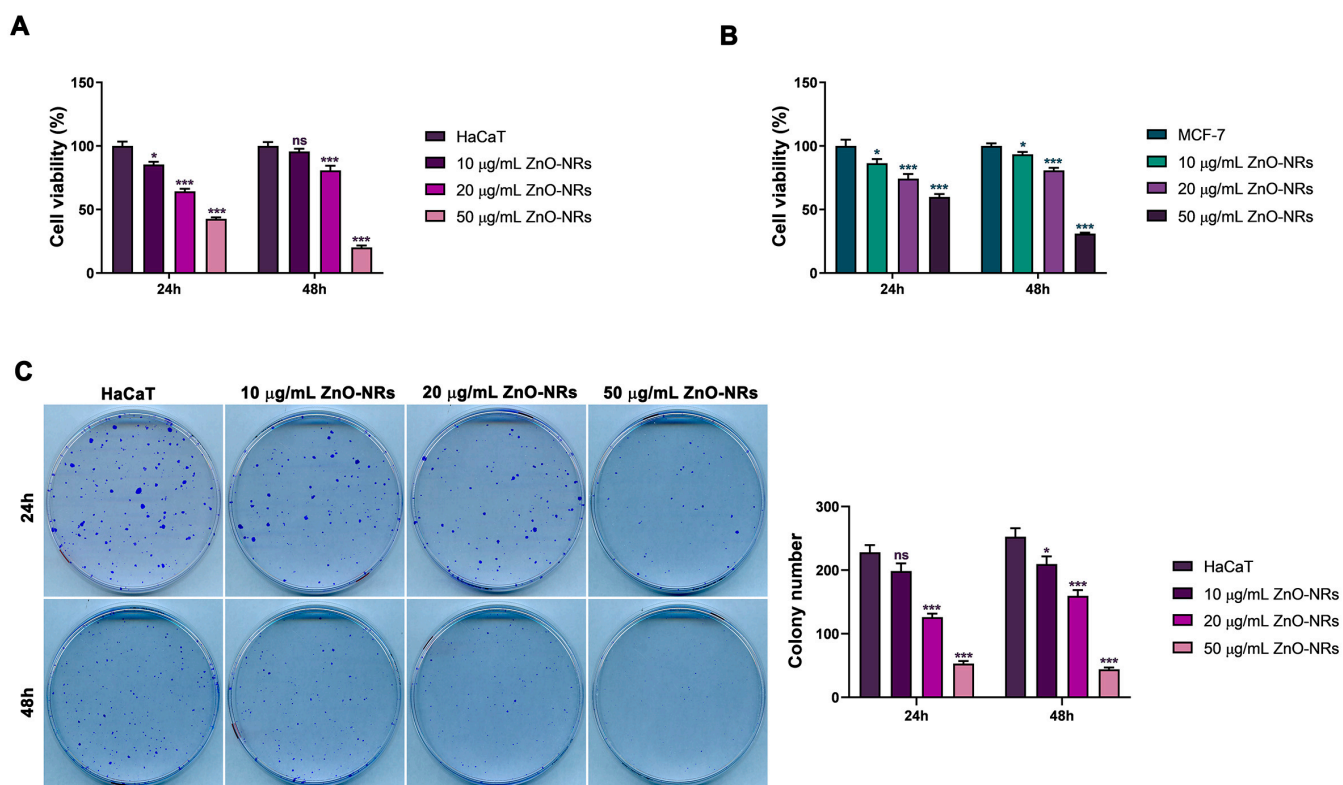 A
150
100
50
0
Cell viability (%)
*
***
***
ns
***
***
24h
48h
HaCaT
10 μg/mL ZnO-NRs
20 μg/mL ZnO-NRs
50 μg/mL ZnO-NRs
B
150
100
50
0
Cell viability (%)
*
***
***
*
***
***
24h
48h
MCF-7
10 μg/mL ZnO-NRs
20 μg/mL ZnO-NRs
50 μg/mL ZnO-NRs
C
HaCaT
10 μg/mL ZnO-NRs
20 μg/mL ZnO-NRs
50 μg/mL ZnO-NRs
24h
48h
300
200
100
0
Colony number
ns
***
***
*
***
***
24h
48h
HaCaT
10 μg/mL ZnO-NRs
20 μg/mL ZnO-NRs
50 μg/mL ZnO-NRs